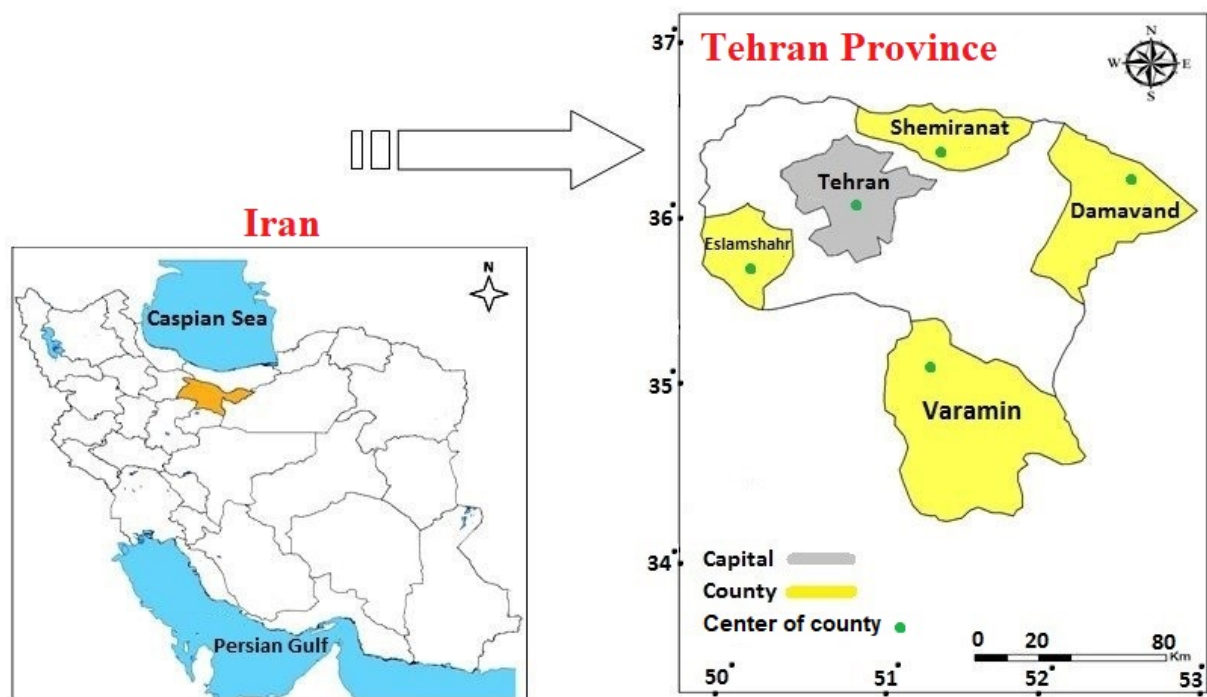 Iran
N
Caspian Sea
Persian Gulf
Tehran Province
N
W E
S
37
36
35
34
Shemiranat
Tehran
Damavand
Eslamshahr
Varamin
Capital
County
Center of county
0 20 80
Km
50 51 52 53